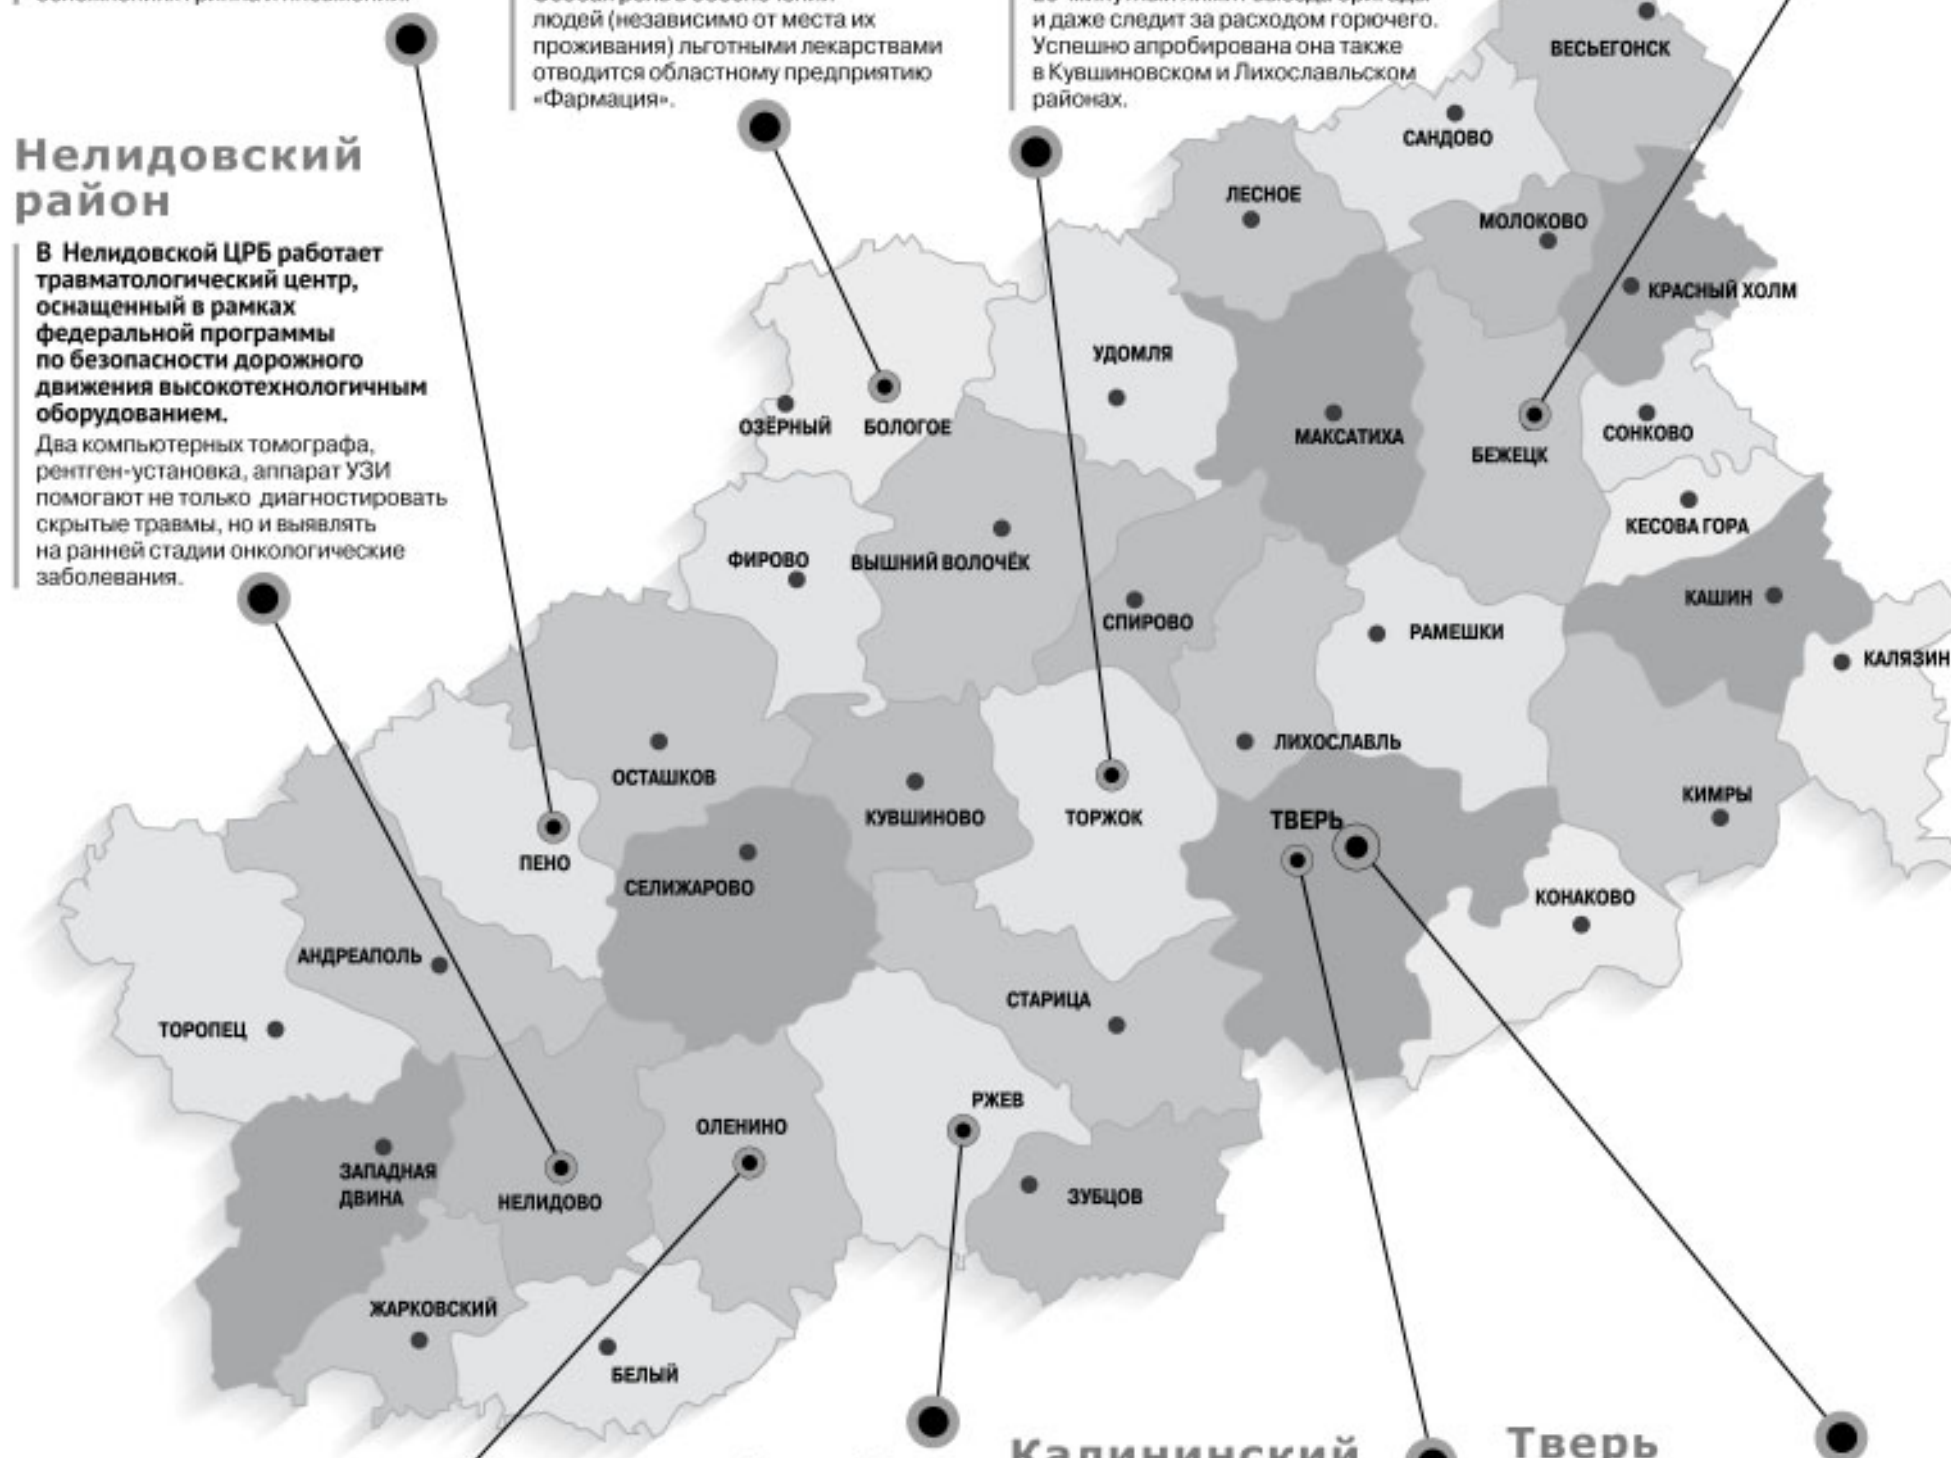 людей (независимо от места их
проживания) льготными лекарствами
отводится областному предприятию
«Фармация».
и даже следит за расходом горючего.
Успешно апробирована она также
в Кувшиновском и Лихославльском
районах.
Нелидовский
район
В Нелидовской ЦРБ работает
травматологический центр,
оснащенный в рамках
федеральной программы
по безопасности дорожного
движения высокотехнологичным
оборудованием.
Два компьютерных томографа,
рентген-установка, аппарат УЗИ
помогают не только диагностировать
скрытые травмы, но и выявлять
на ранней стадии онкологические
заболевания.
ВЕСЬЕГОНСК
САНДОВО
ЛЕСНОЕ
МОЛОКОВО
КРАСНЫЙ ХОЛМ
УДОМЛЯ
ОЗЁРНЫЙ
БОЛОГОЕ
МАКСАТИХА
БЕЖЕЦК
СОНКОВО
КЕСОВА ГОРА
ФИРОВО
ВЫШНИЙ ВОЛОЧЁК
КАШИН
СПИРОВО
РАМЕШКИ
КАЛЯЗИН
ЛИХОСЛАВЛЬ
ОСТАШКОВ
КУВШИНОВО
ТОРЖОК
ТВЕРЬ
КИМРЫ
ПЕНО
СЕЛИЖАРОВО
КОНАКОВО
АНДРЕАПОЛЬ
СТАРИЦА
ТОРОПЕЦ
РЖЕВ
ОЛЕНИНО
ЗАПАДНАЯ
ДВИНА
НЕЛИДОВО
ЗУБЦОВ
ЖАРКОВСКИЙ
БЕЛЫЙ
Калининский
Тверь